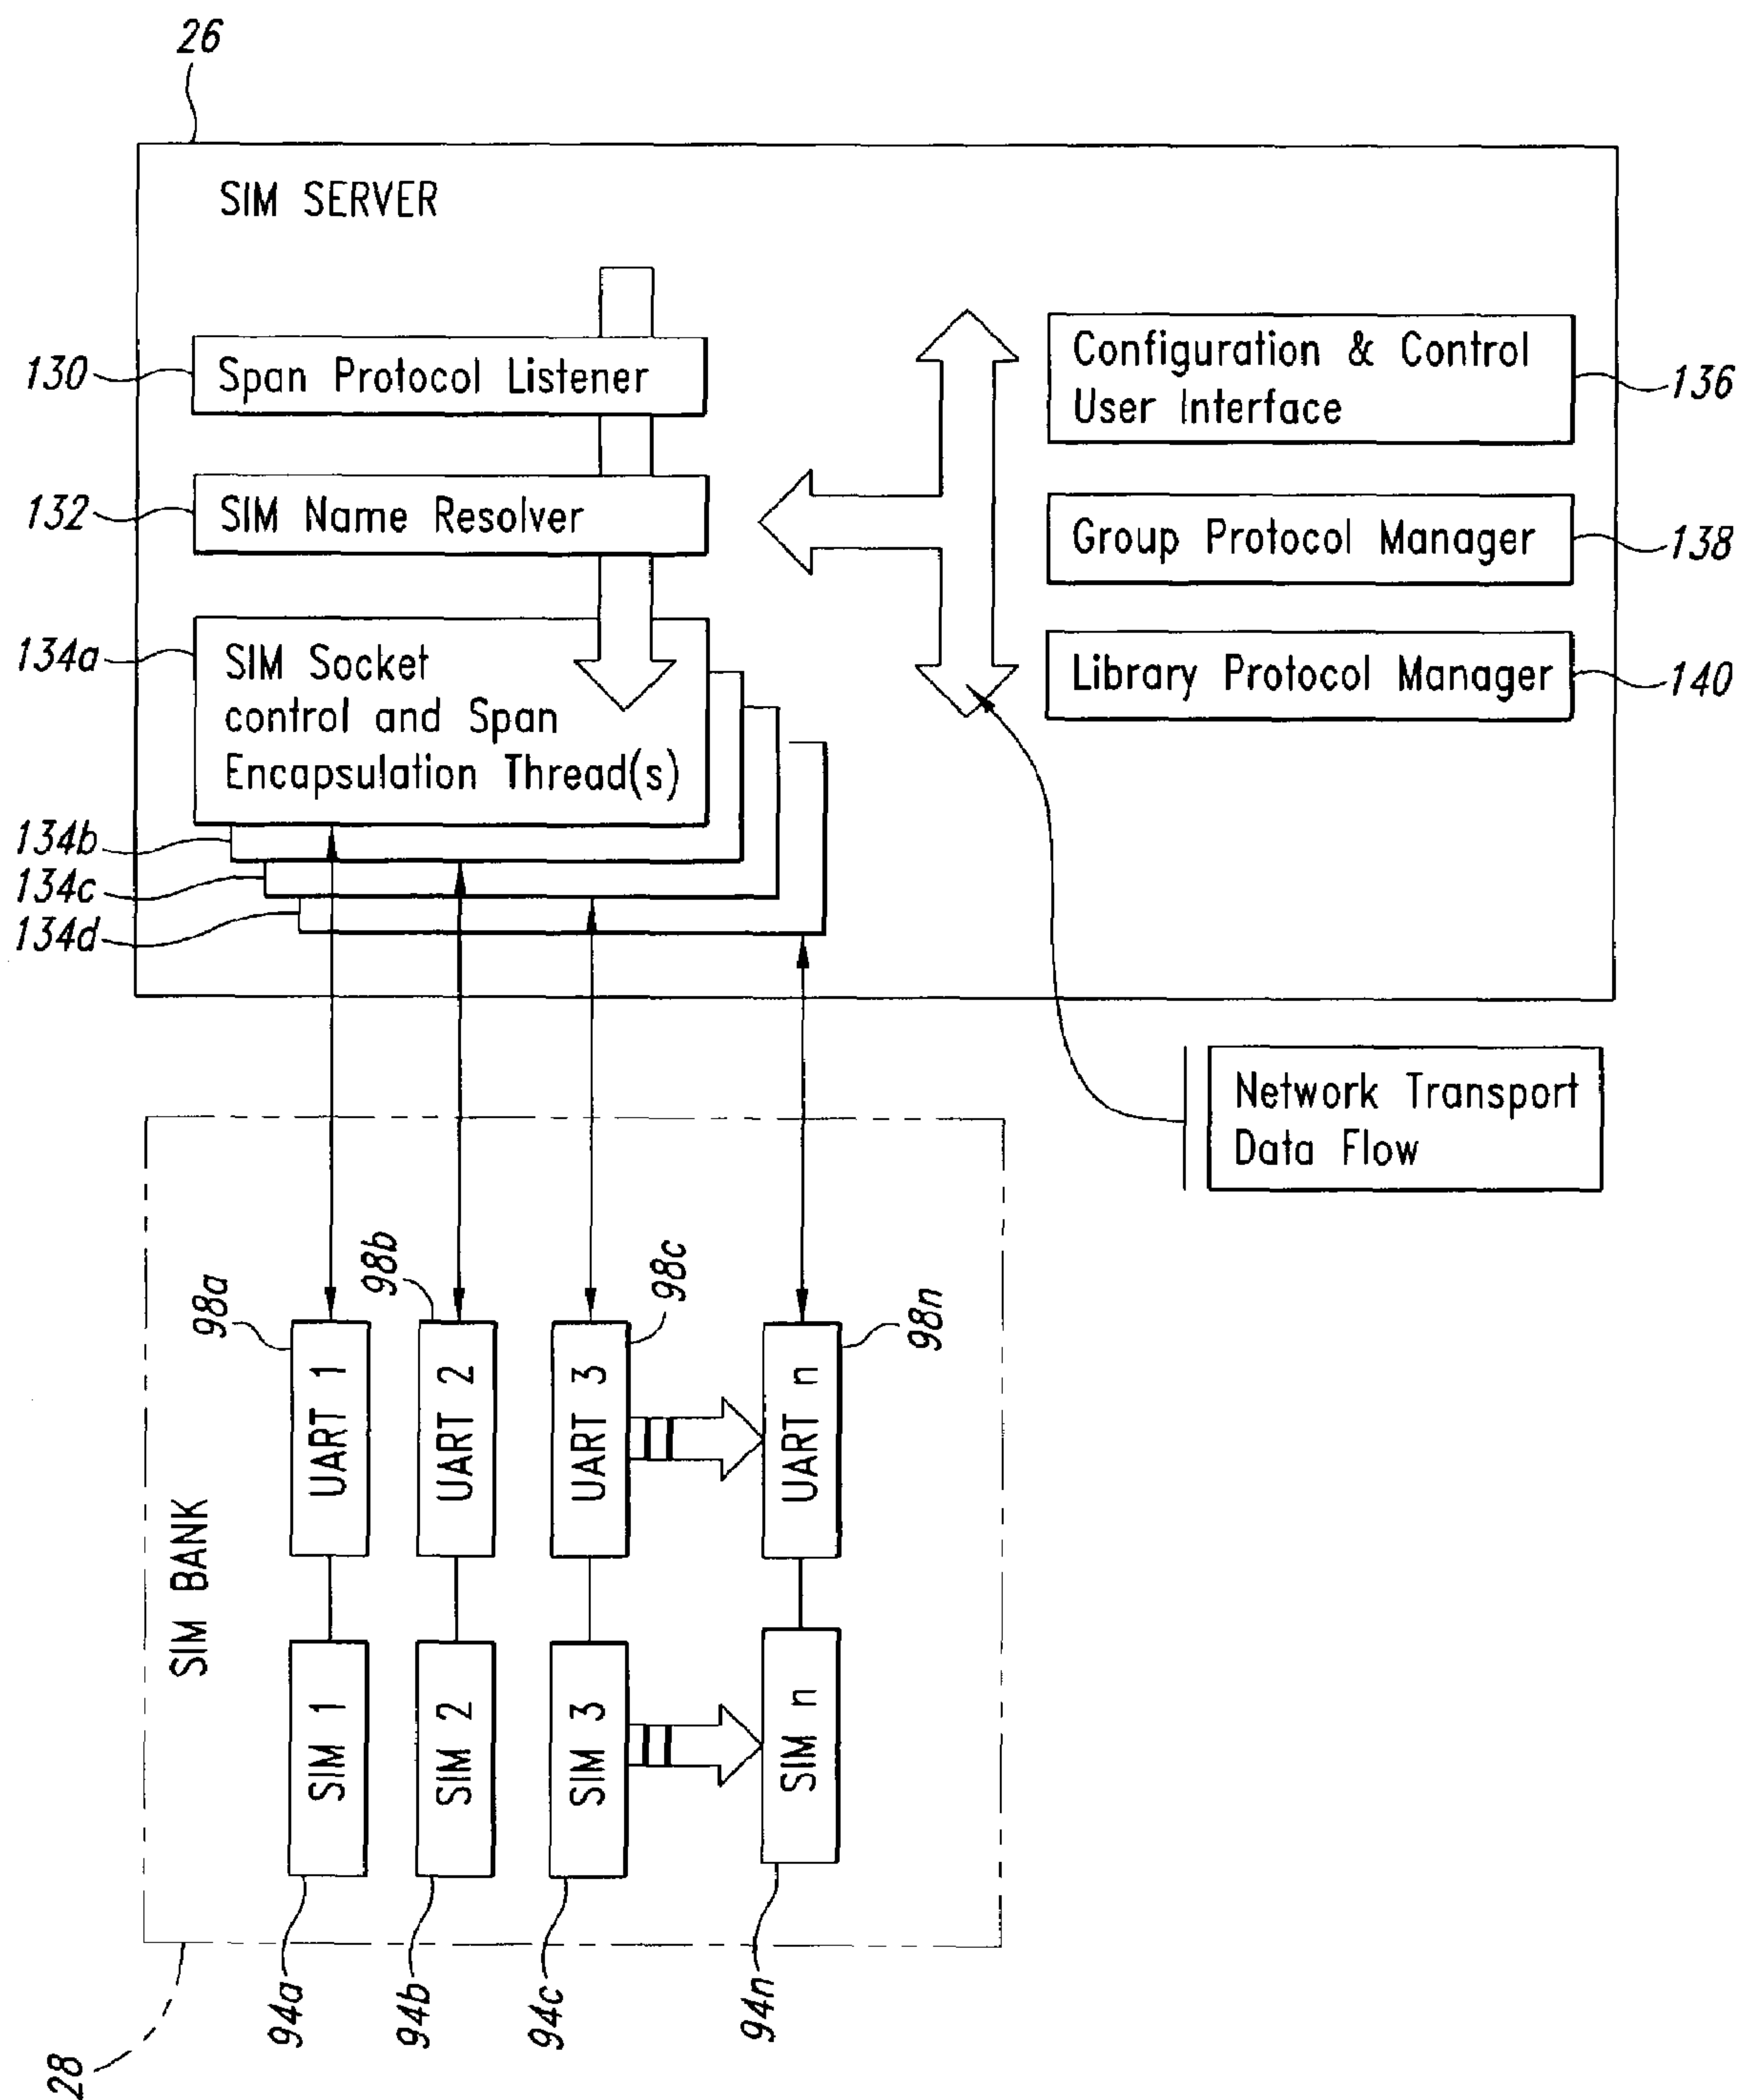 26
SIM SERVER
130
Span Protocol Listener
132
SIM Name Resolver
134a
SIM Socket
control and Span
Encapsulation Thread(s)
134b
134c
134d
Configuration & Control
User Interface
136
Group Protocol Manager
138
Library Protocol Manager
140
Network Transport
Data Flow
SIM BANK
98a
98b
98c
98n
UART 1
UART 2
UART 3
UART n
SIM 1
SIM 2
SIM 3
SIM n
94a
94b
94c
94n
28